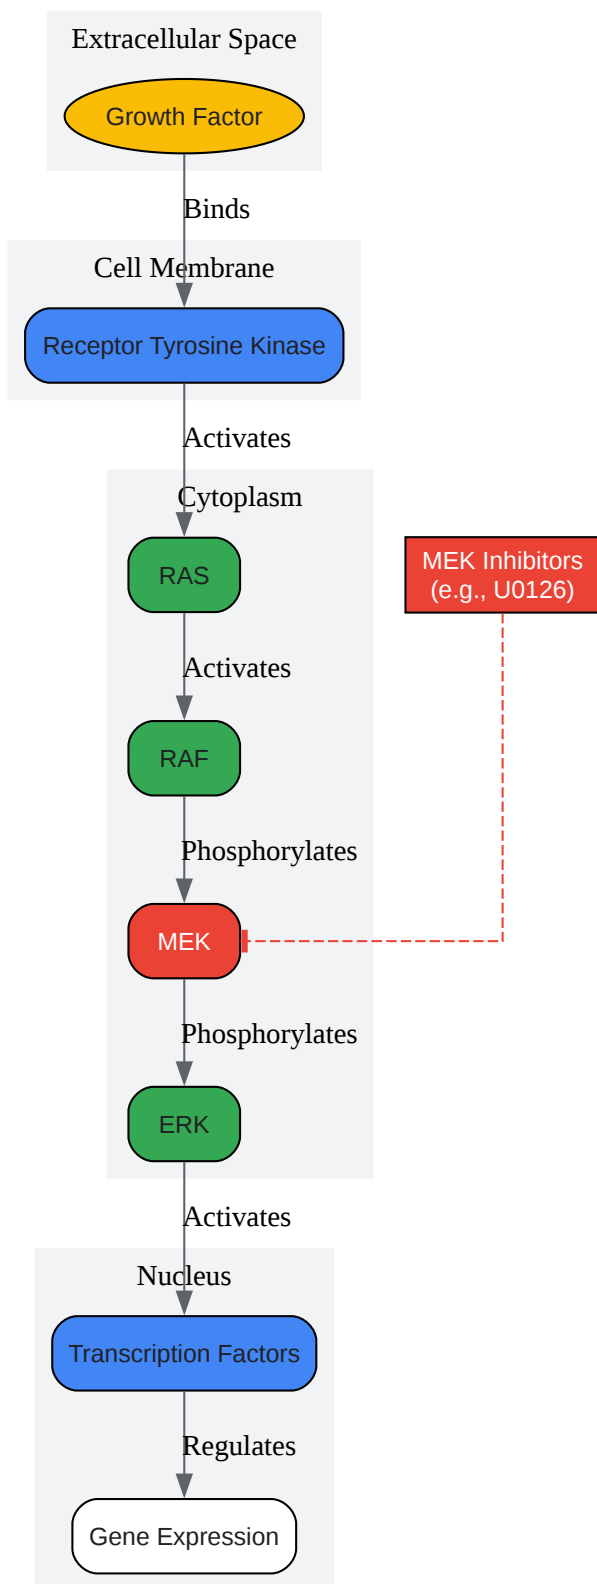 Extracellular Space
Growth Factor
Binds
Cell Membrane
Receptor Tyrosine Kinase
Activates
Cytoplasm
RAS
MEK Inhibitors
(e.g., U0126)
Activates
RAF
Phosphorylates
MEK
Phosphorylates
ERK
Activates
Nucleus
Transcription Factors
Regulates
Gene Expression